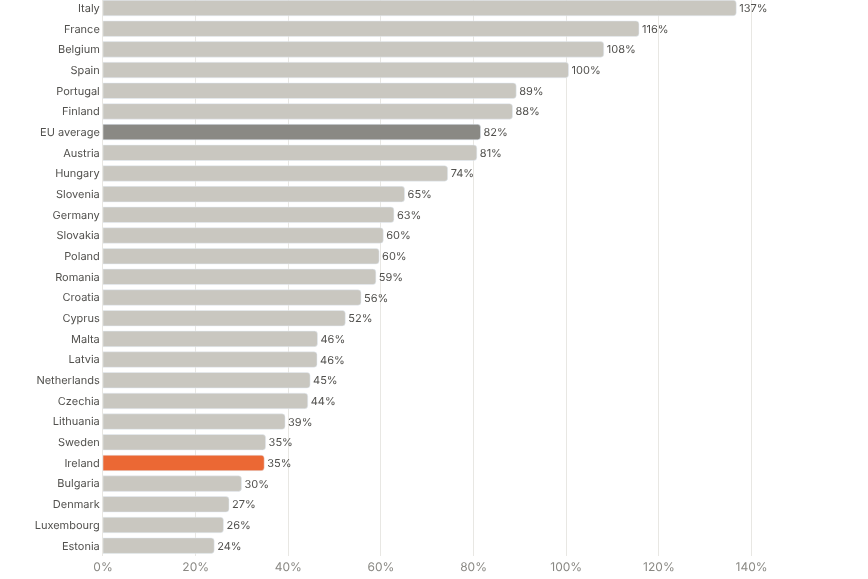 Italy 137%
France 116%
Belgium 108%
Spain 100%
Portugal 89%
Finland 88%
EU average 82%
Austria 81%
Hungary 74%
Slovenia 65%
Germany 63%
Slovakia 60%
Poland 60%
Romania 59%
Croatia 56%
Cyprus 52%
Malta 46%
Latvia 46%
Netherlands 45%
Czechia 44%
Lithuania 39%
Sweden 35%
Ireland 35%
Bulgaria 30%
Denmark 27%
Luxembourg 26%
Estonia 24%
0% 20% 40% 60% 80% 100% 120% 140%